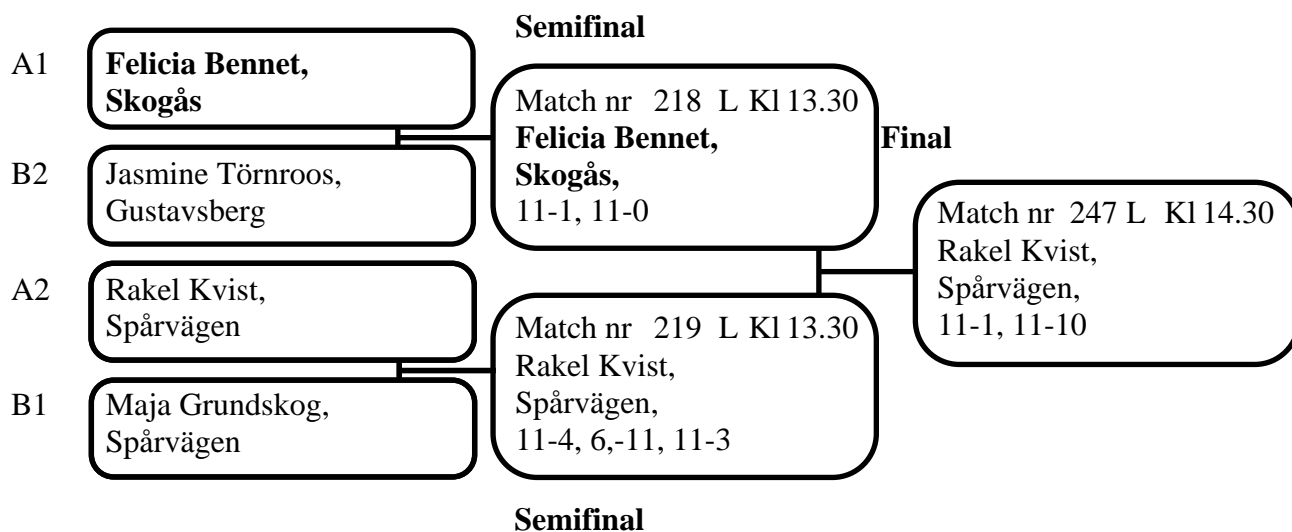 Semifinal
A1
Felicia Bennet,
Skogås
B2
Jasmine Törnroos,
Gustavsberg
A2
Rakel Kvist,
Spårvägen
B1
Maja Grundskog,
Spårvägen
Match nr 218 L Kl 13.30
Felicia Bennet,
Skogås,
11-1, 11-0
Match nr 219 L Kl 13.30
Rakel Kvist,
Spårvägen,
11-4, 6,-11, 11-3
Semifinal
Final
Match nr 247 L Kl 14.30
Rakel Kvist,
Spårvägen,
11-1, 11-10